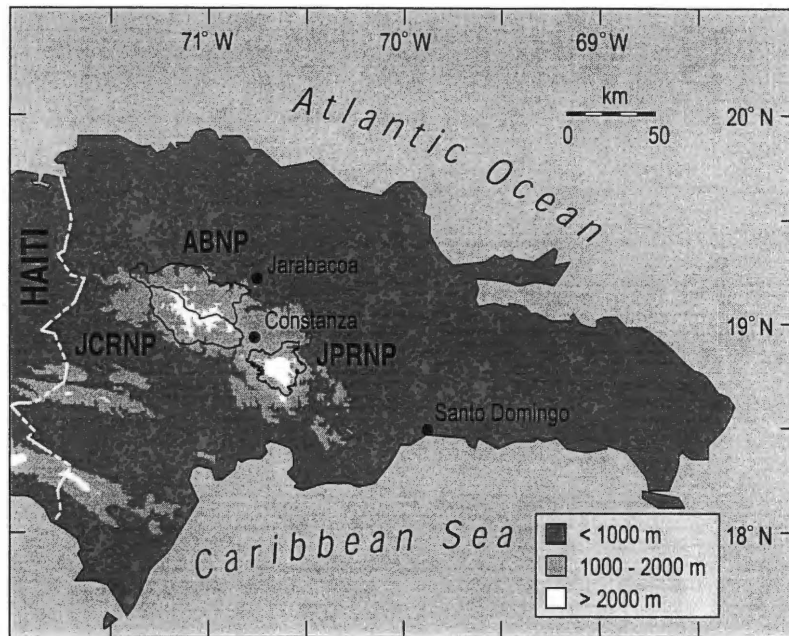 71° W
70° W
69° W
km
0 50
Atlantic Ocean
20° N
HAITI
ABNP
Jarabacoa
Constanza
19° N
JCRNP
JPRNP
Santo Domingo
Caribbean Sea
18° N
< 1000 m
1000 - 2000 m
> 2000 m